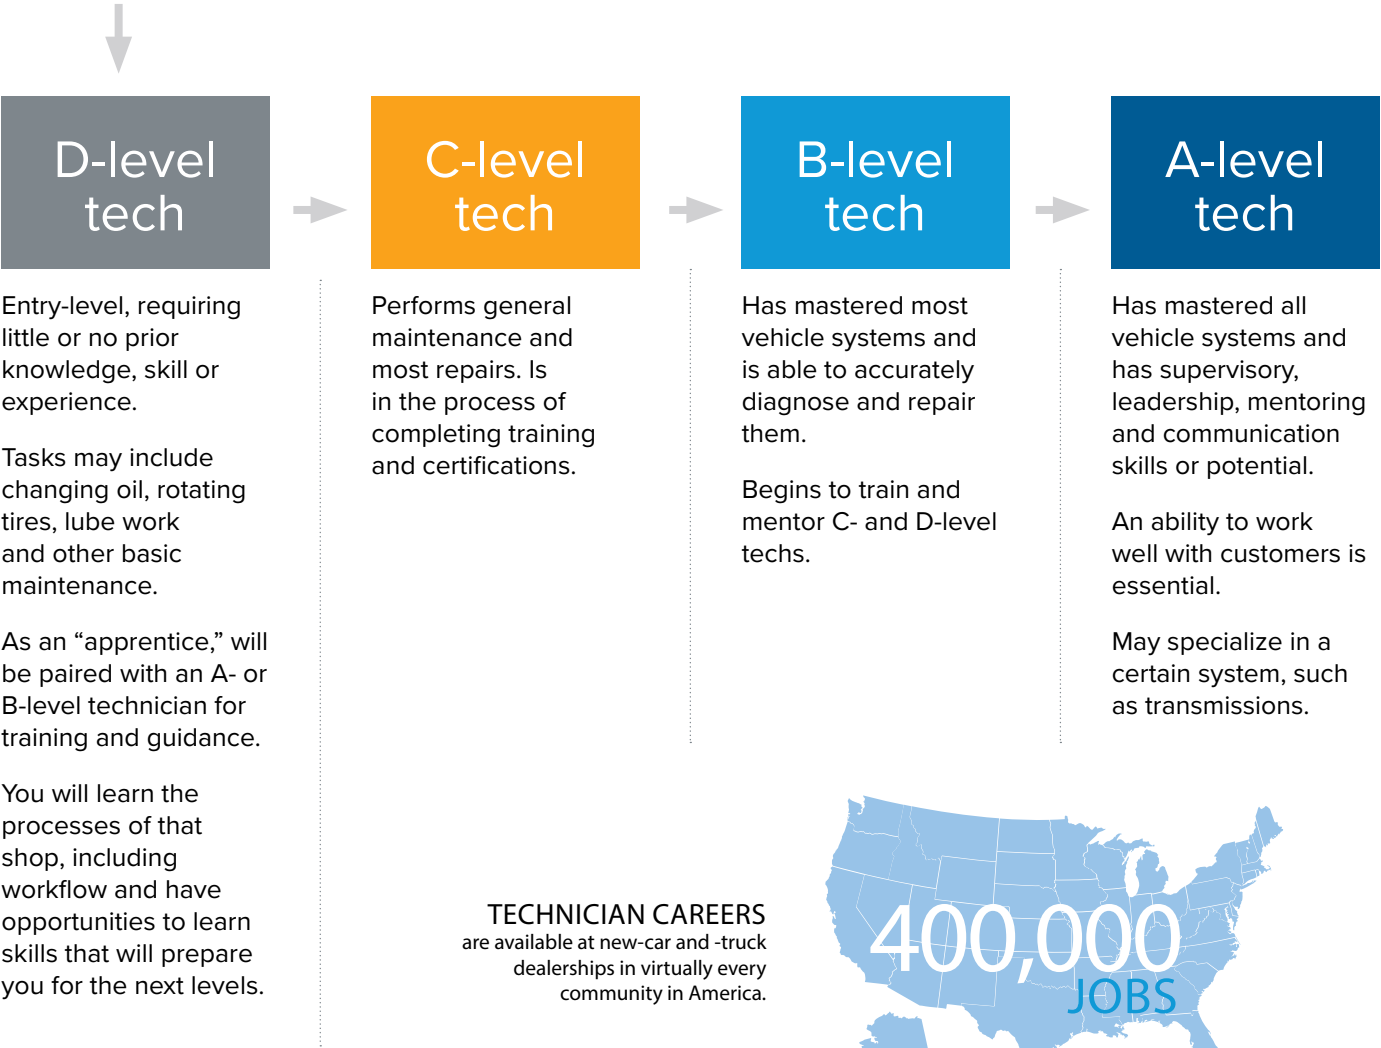 D-level
tech
Entry-level, requiring
little or no prior
knowledge, skill or
experience.
Tasks may include
changing oil, rotating
tires, lube work
and other basic
maintenance.
As an “apprentice,” will
be paired with an A- or
B-level technician for
training and guidance.
You will learn the
processes of that
shop, including
workflow and have
opportunities to learn
skills that will prepare
you for the next levels.
C-level
tech
Performs general
maintenance and
most repairs. Is
in the process of
completing training
and certifications.
B-level
tech
Has mastered most
vehicle systems and
is able to accurately
diagnose and repair
them.
Begins to train and
mentor C- and D-level
techs.
A-level
tech
Has mastered all
vehicle systems and
has supervisory,
leadership, mentoring
and communication
skills or potential.
An ability to work
well with customers is
essential.
May specialize in a
certain system, such
as transmissions.
TECHNICIAN CAREERS
are available at new-car and -truck
dealerships in virtually every
community in America.
400,000
JOBS